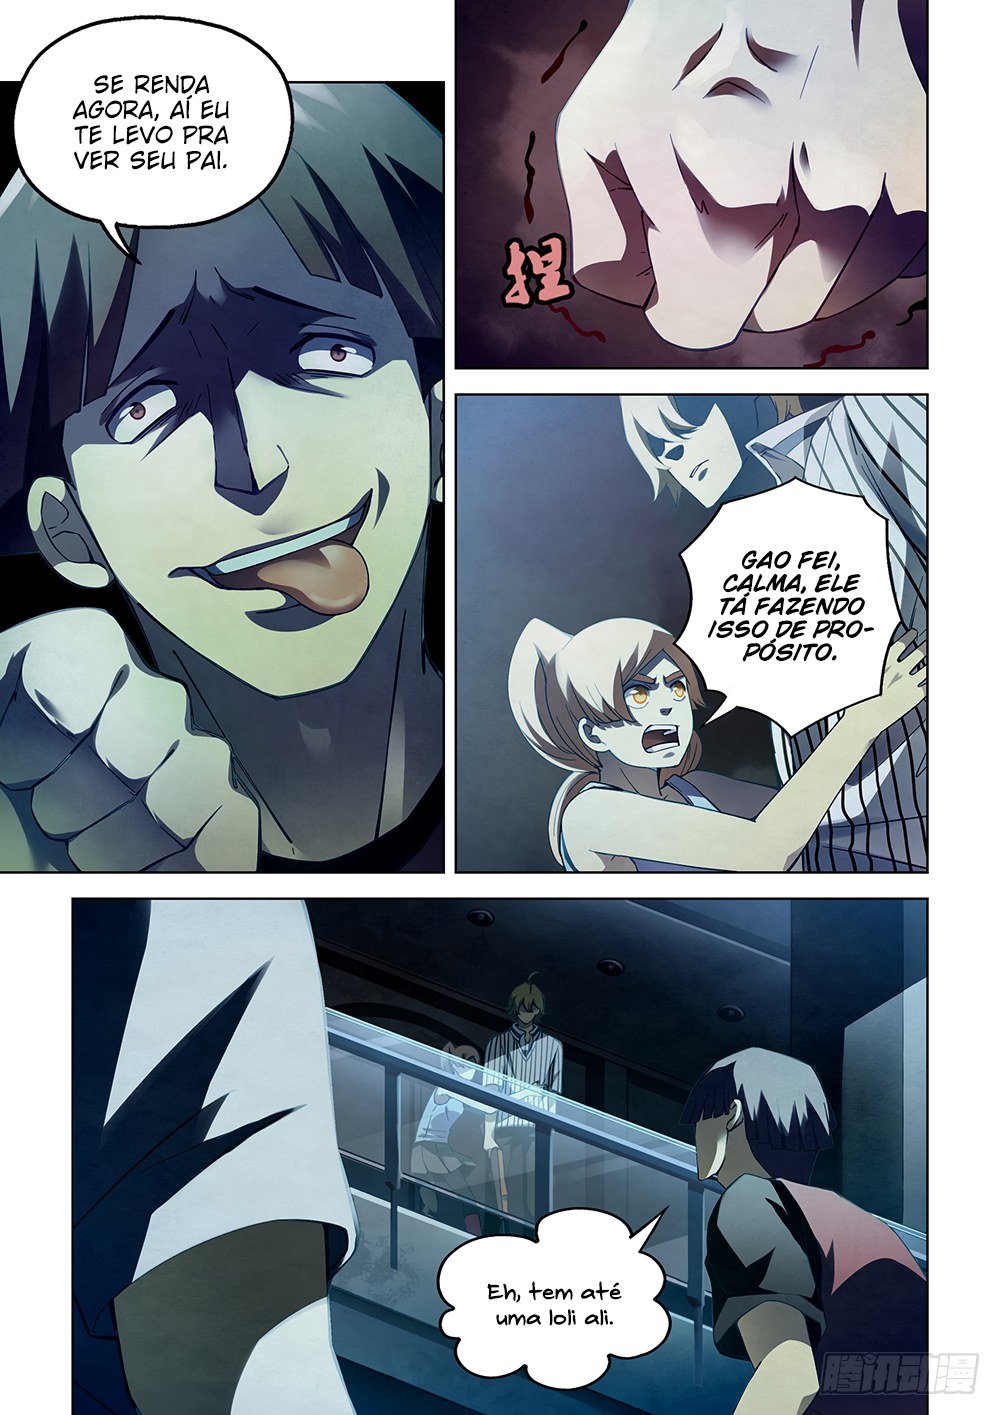 SE RENDA
AGORA, AÍ EU
TE LEVO PRA
VER SEU PAI.
捏
GAO FEI,
CALMA, ELE
TÁ FAZENDO
ISSO DE PRO-
PÓSITO.
Eh, tem até
uma loli ali.
腾讯动漫